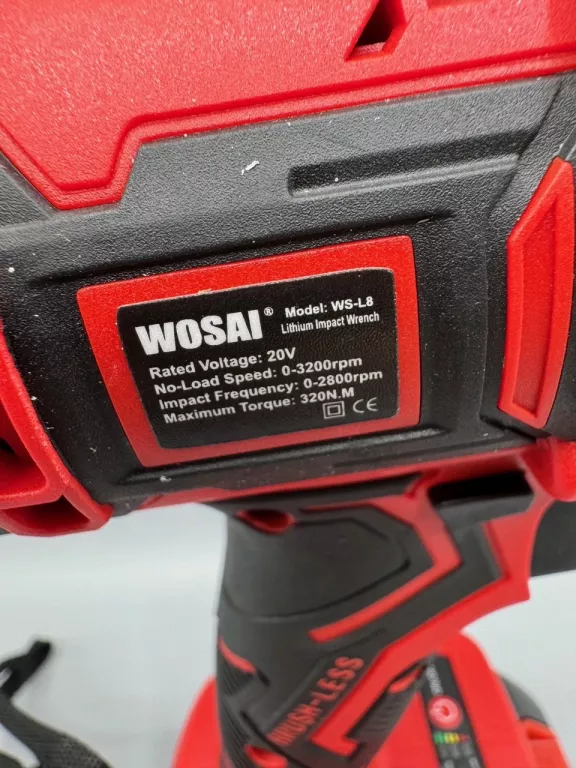 WOSAI® Model: WS-L8
Lithium Impact Wrench
Rated Voltage: 20V
No-Load Speed: 0-3200rpm
Impact Frequency: 0-2800rpm
Maximum Torque: 320N.M
CE
BRUSH-LESS